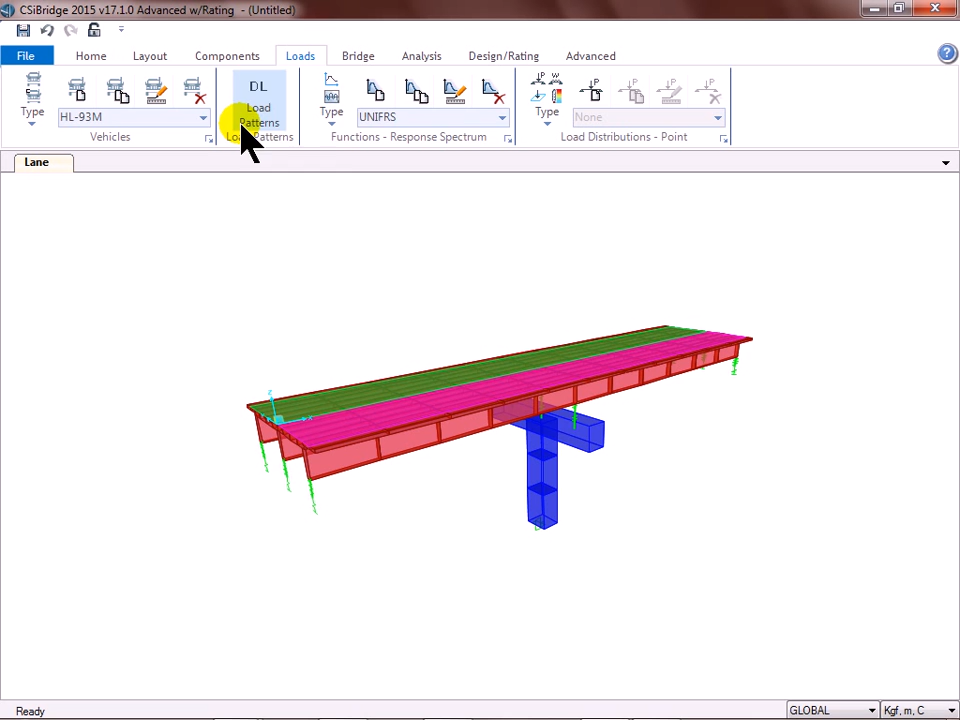 CSiBridge 2015 v17.1.0 Advanced w/Rating - (Untitled)
File Home Layout Components Loads Bridge Analysis Design/Rating Advanced
Type
HL-93M
Vehicles
DL
Load
Patterns
Load Patterns
Type
UNIFRS
Functions - Response Spectrum
Type
None
Load Distributions - Point
Lane
Ready
GLOBAL
Kgf, m, C